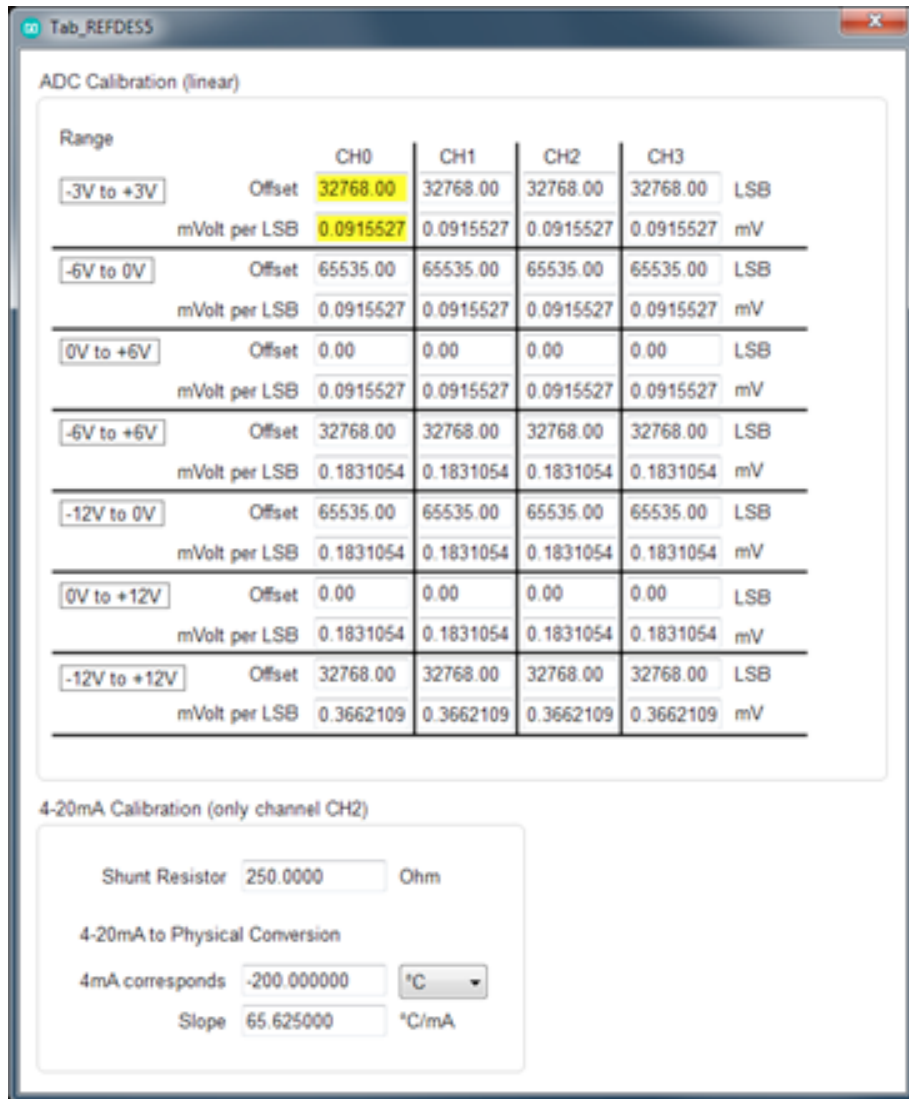 GO Tab_REFDES5
ADC Calibration (linear)
Range
CH0 CH1 CH2 CH3
-3V to +3V Offset 32768.00 32768.00 32768.00 32768.00 LSB
mVolt per LSB 0.0915527 0.0915527 0.0915527 0.0915527 mV
-6V to 0V Offset 65535.00 65535.00 65535.00 65535.00 LSB
mVolt per LSB 0.0915527 0.0915527 0.0915527 0.0915527 mV
0V to +6V Offset 0.00 0.00 0.00 0.00 LSB
mVolt per LSB 0.0915527 0.0915527 0.0915527 0.0915527 mV
-6V to +6V Offset 32768.00 32768.00 32768.00 32768.00 LSB
mVolt per LSB 0.1831054 0.1831054 0.1831054 0.1831054 mV
-12V to 0V Offset 65535.00 65535.00 65535.00 65535.00 LSB
mVolt per LSB 0.1831054 0.1831054 0.1831054 0.1831054 mV
0V to +12V Offset 0.00 0.00 0.00 0.00 LSB
mVolt per LSB 0.1831054 0.1831054 0.1831054 0.1831054 mV
-12V to +12V Offset 32768.00 32768.00 32768.00 32768.00 LSB
mVolt per LSB 0.3662109 0.3662109 0.3662109 0.3662109 mV
4-20mA Calibration (only channel CH2)
Shunt Resistor 250.0000 Ohm
4-20mA to Physical Conversion
4mA corresponds -200.000000 °C
Slope 65.625000 °C/mA